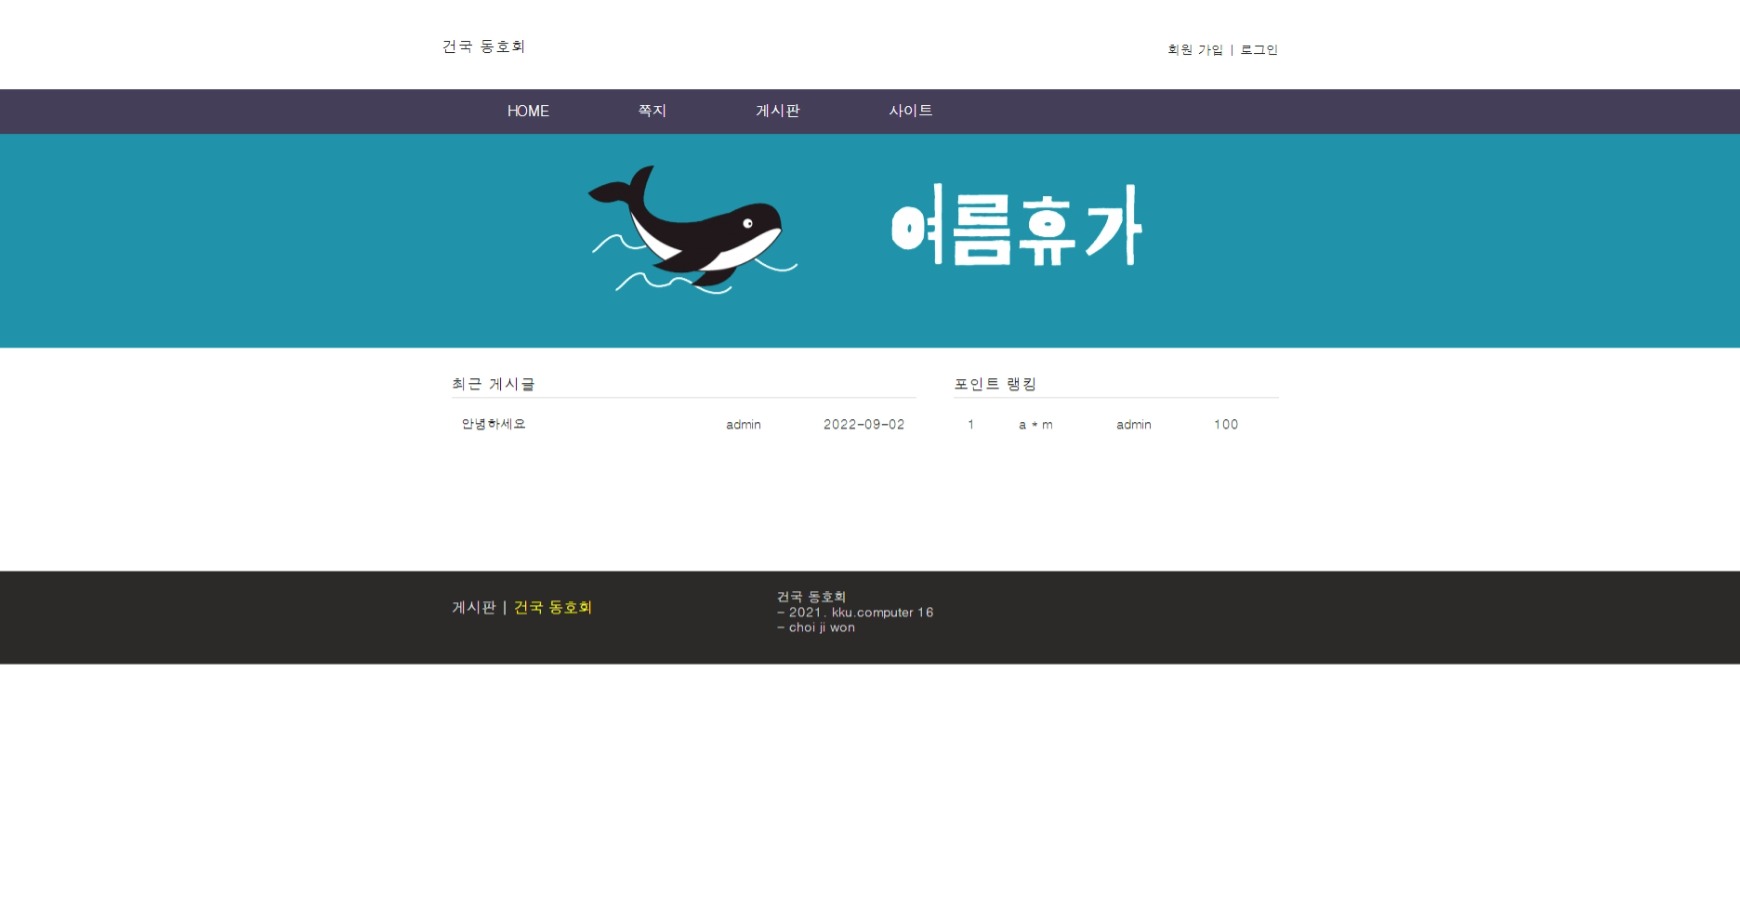 건국 동호회
회원 가입 | 로그인
HOME 쪽지 게시판 사이트
여름휴가
최근 게시글
안녕하세요 admin 2022-09-02
포인트 랭킹
1 a * m admin 100
게시판 | 건국 동호회
건국 동호회
- 2021. kku.computer 16
- choi ji won